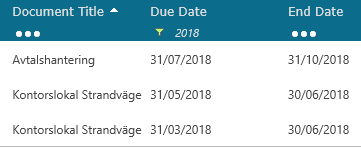 Document Title Due Date End Date
2018
Avtalshantering 31/07/2018 31/10/2018
Kontorslokal Strandväge 31/05/2018 30/06/2018
Kontorslokal Strandväge 31/03/2018 30/06/2018